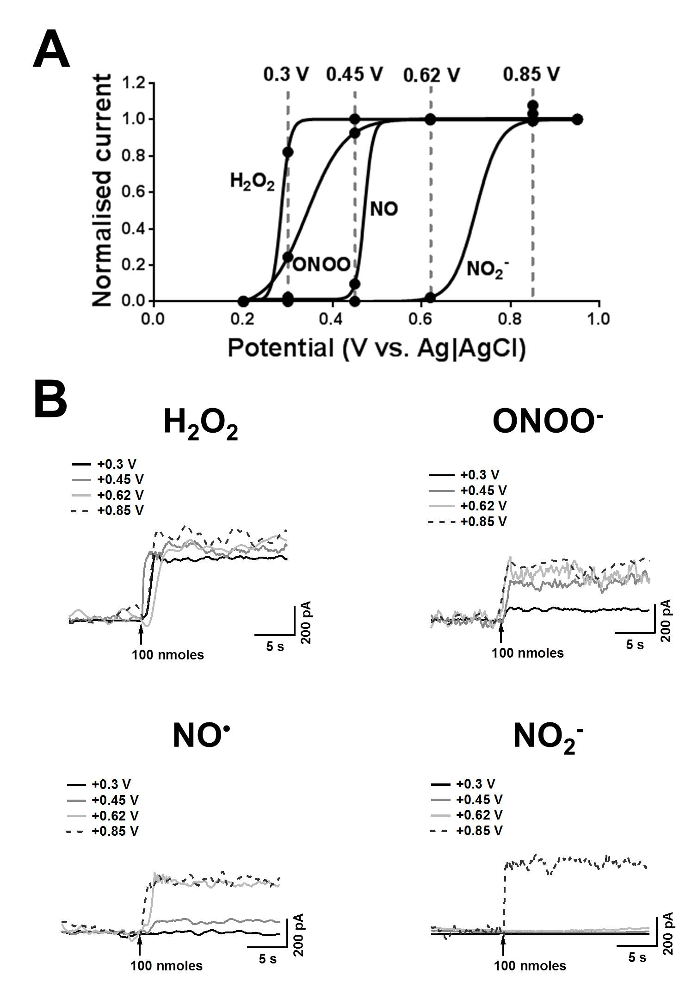 A
0.3 V 0.45 V 0.62 V 0.85 V
Normalised current
1.2
1.0
0.8
0.6
0.4
0.2
0.0
H2O2
NO
ONOO
NO2-
0.0 0.2 0.4 0.6 0.8 1.0
Potential (V vs. Ag|AgCl)
B
H2O2
+0.3 V
+0.45 V
+0.62 V
+0.85 V
200 pA
5 s
100 nmoles
ONOO-
+0.3 V
+0.45 V
+0.62 V
+0.85 V
200 pA
5 s
100 nmoles
NO•
+0.3 V
+0.45 V
+0.62 V
+0.85 V
200 pA
5 s
100 nmoles
NO2-
+0.3 V
+0.45 V
+0.62 V
+0.85 V
200 pA
5 s
100 nmoles